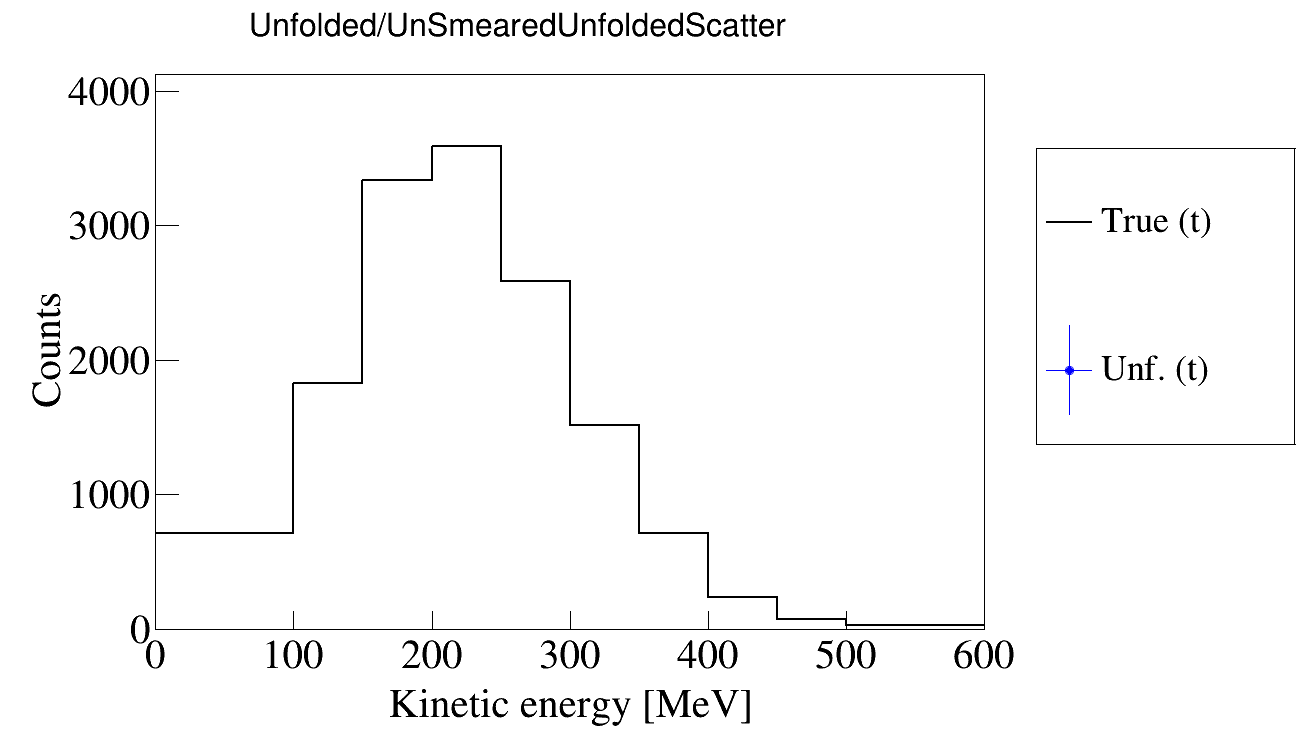 Unfolded/UnSmearedUnfoldedScatter
4000
3000
2000
1000
0
Counts
0 100 200 300 400 500 600
Kinetic energy [MeV]
True (t)
Unf. (t)